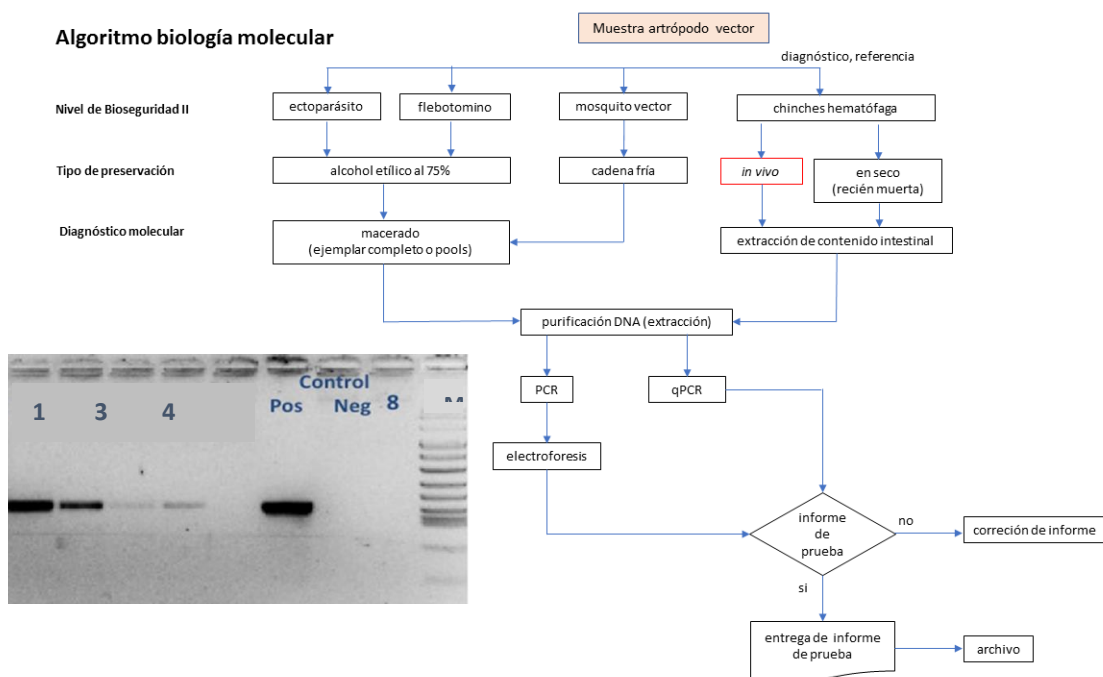 Algoritmo biología molecular
Muestra artrópodo vector
diagnóstico, referencia
Nivel de Bioseguridad II
ectoparásito
flebotomino
mosquito vector
chinches hematófaga
Tipo de preservación
alcohol etílico al 75%
cadena fría
in vivo
en seco
(recién muerta)
Diagnóstico molecular
macerado
(ejemplar completo o pools)
extracción de contenido intestinal
purificación DNA (extracción)
PCR
qPCR
electroforesis
Control
1 3 4 Pos Neg 8
informe
de
prueba
no
correción de informe
si
entrega de informe
de prueba
archivo